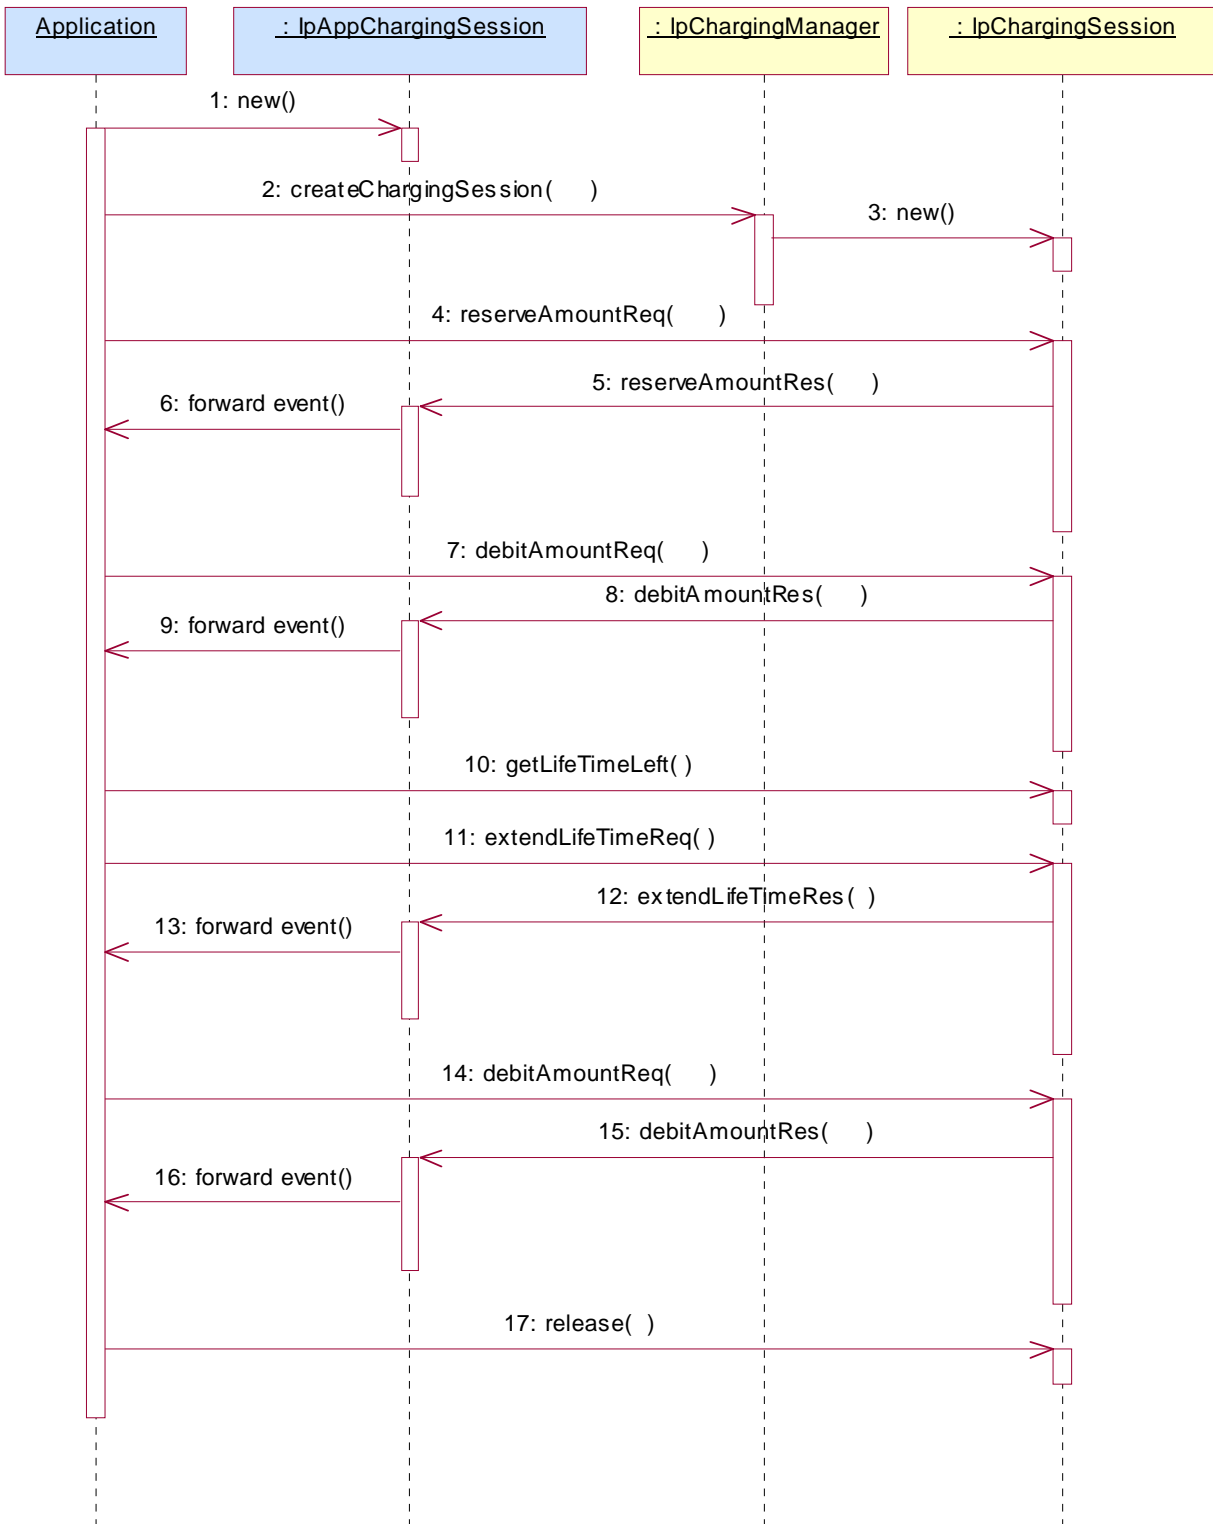 Application
: IpAppChargingSession
: IpChargingManager
: IpChargingSession
1: new()
2: createChargingSession( )
3: new()
4: reserveAmountReq( )
5: reserveAmountRes( )
6: forward event()
7: debitAmountReq( )
8: debitAmountRes( )
9: forward event()
10: getLifeTimeLeft( )
11: extendLifeTimeReq( )
12: extendLifeTimeRes( )
13: forward event()
14: debitAmountReq( )
15: debitAmountRes( )
16: forward event()
17: release( )